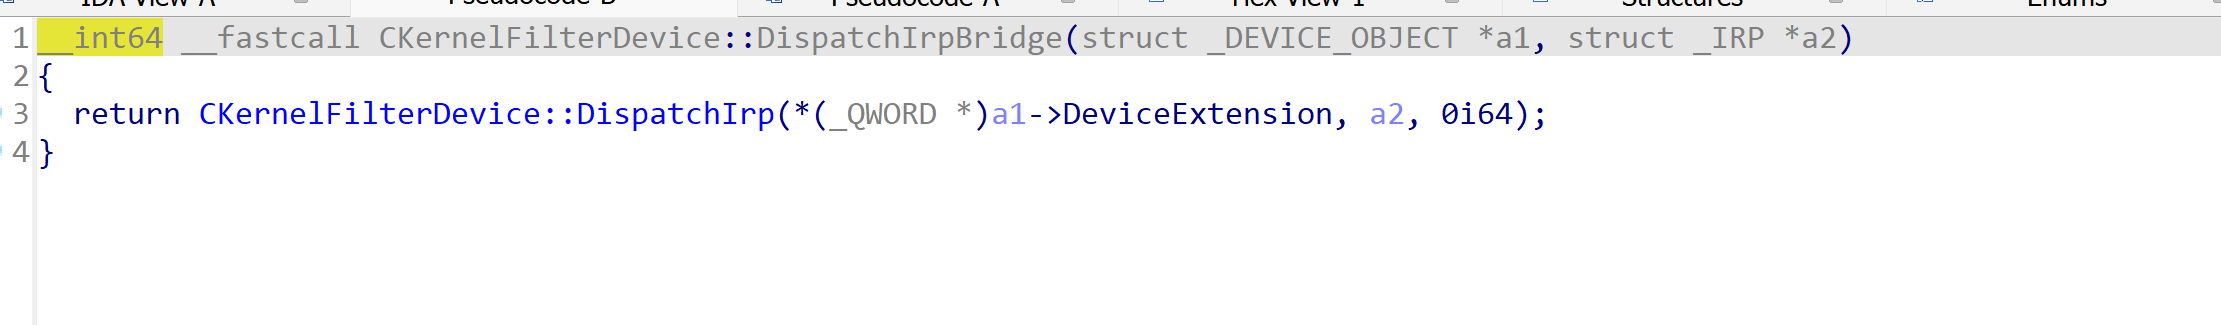 IDA View-A Pseudocode-B Pseudocode-A Hex View-1 Structures Enums
1 __int64 __fastcall CKernelFilterDevice::DispatchIrpBridge(struct _DEVICE_OBJECT *a1, struct _IRP *a2)
2 {
3   return CKernelFilterDevice::DispatchIrp(*(_QWORD *)a1->DeviceExtension, a2, 0i64);
4 }